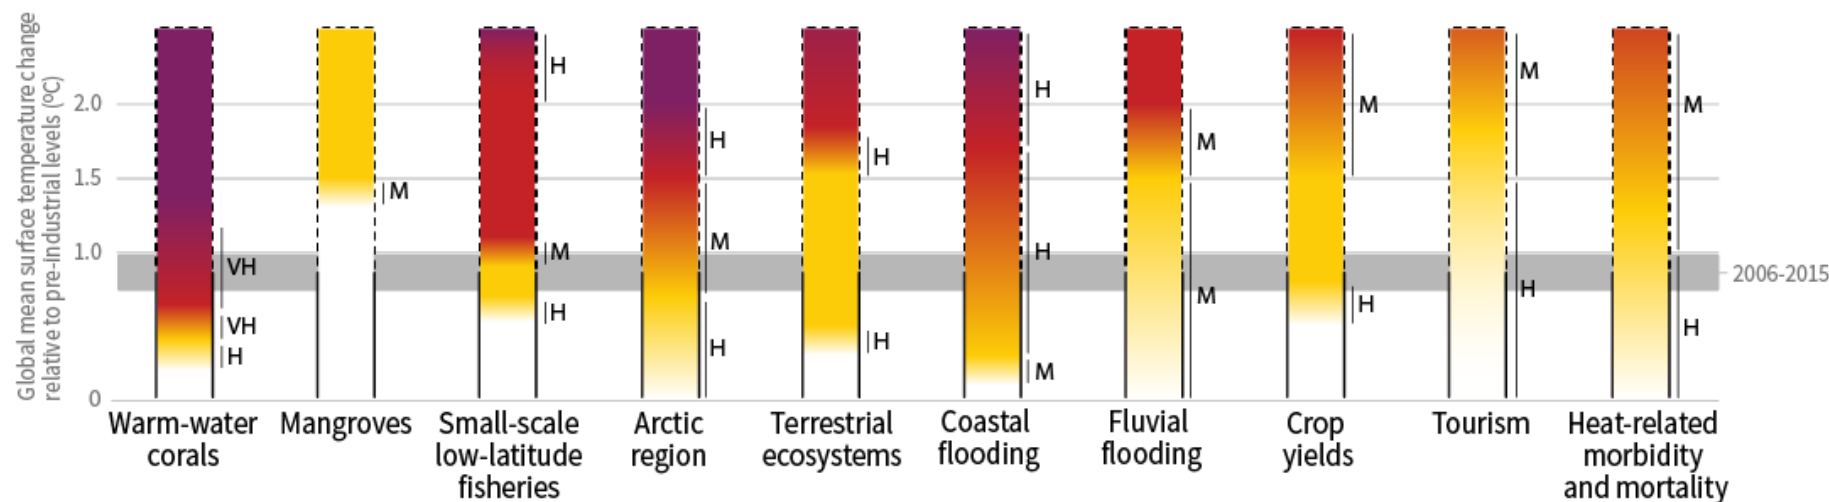 Global mean surface temperature change
relative to pre-industrial levels (ºC)
2.0
1.5
1.0
0
VH
VH
H
M
H
M
H
H
M
H
H
H
H
H
M
M
M
M
H
M
H
M
H
2006-2015
Warm-water
corals
Mangroves
Small-scale
low-latitude
fisheries
Arctic
region
Terrestrial
ecosystems
Coastal
flooding
Fluvial
flooding
Crop
yields
Tourism
Heat-related
morbidity
and mortality